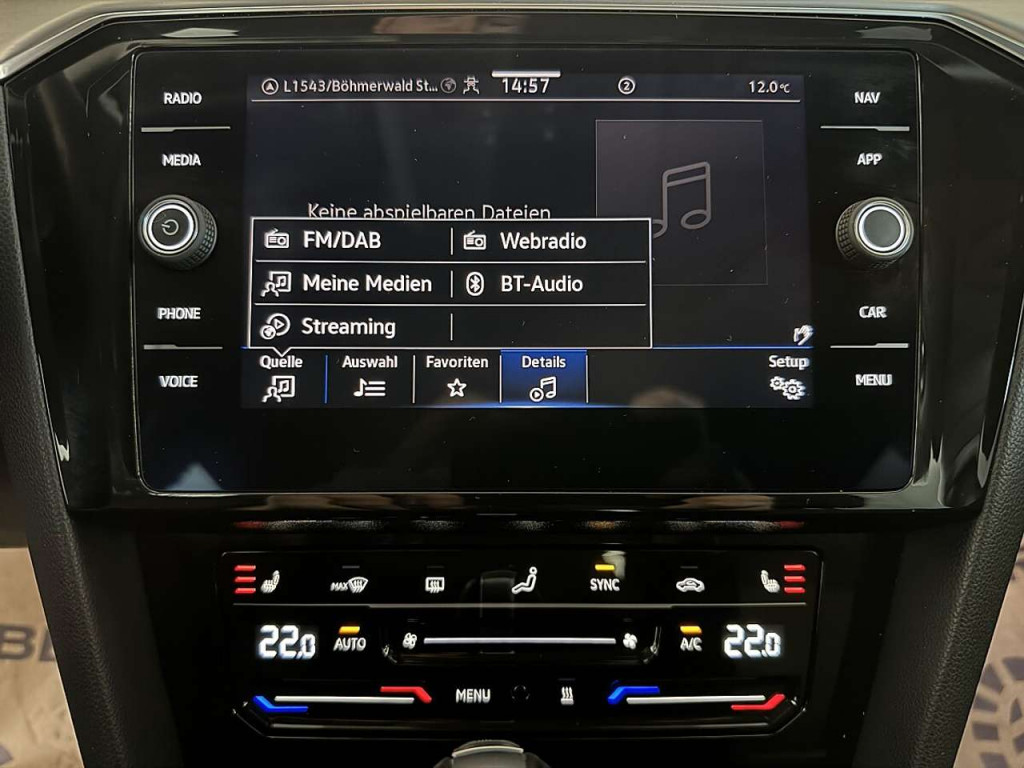 L1543/Böhmerwald St... 14:57 2 12.0°C
RADIO
MEDIA
PHONE
VOICE
NAV
APP
CAR
MENU
Keine abspielbaren Dateien
FM/DAB Webradio
Meine Medien BT-Audio
Streaming
Quelle Auswahl Favoriten Details Setup
MAX SYNC
22.0 AUTO A/C 22.0
MENU